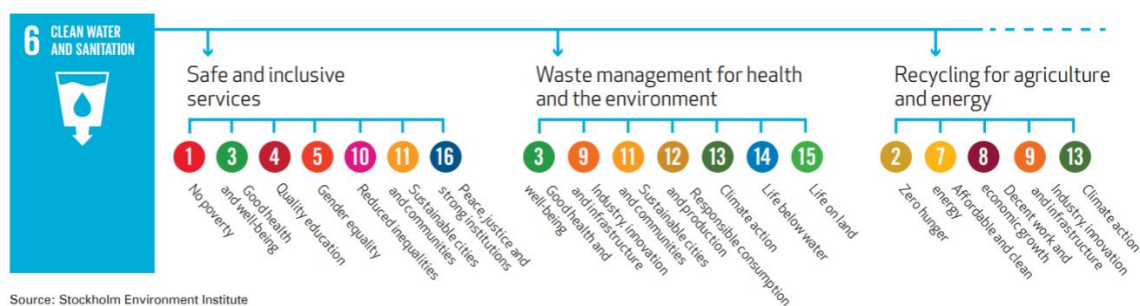 6 CLEAN WATER
AND SANITATION
Safe and inclusive
services
1
No poverty
3
Good health
and well-being
4
Quality education
5
Gender equality
10
Reduced inequalities
11
Sustainable cities
and communities
16
Peace, justice and
strong institutions
Waste management for health
and the environment
3
Good health and
well-being
9
Industry, innovation
and infrastructure
11
Sustainable cities
and communities
12
Responsible consumption
and production
13
Climate action
14
Life below water
15
Life on land
Recycling for agriculture
and energy
2
Zero hunger
7
Affordable and clean
energy
8
Decent work and
economic growth
9
Industry, innovation
and infrastructure
13
Climate action
Source: Stockholm Environment Institute